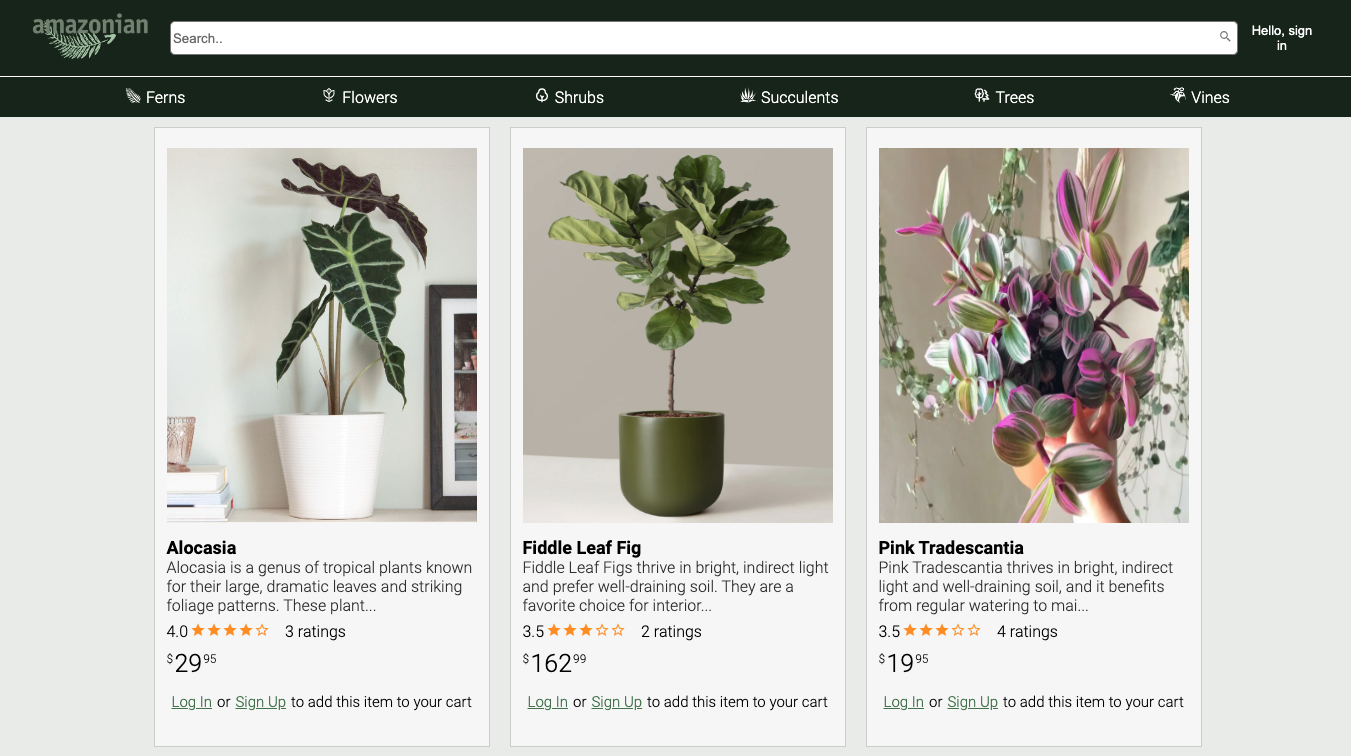 amazonian
Search..
Hello, sign
in
Ferns
Flowers
Shrubs
Succulents
Trees
Vines
Alocasia
Alocasia is a genus of tropical plants known
for their large, dramatic leaves and striking
foliage patterns. These plant...
4.0 3 ratings
$29 95
Log In or Sign Up to add this item to your cart
Fiddle Leaf Fig
Fiddle Leaf Figs thrive in bright, indirect light
and prefer well-draining soil. They are a
favorite choice for interior...
3.5 2 ratings
$162 99
Log In or Sign Up to add this item to your cart
Pink Tradescantia
Pink Tradescantia thrives in bright, indirect
light and well-draining soil, and it benefits
from regular watering to mai...
3.5 4 ratings
$19 95
Log In or Sign Up to add this item to your cart